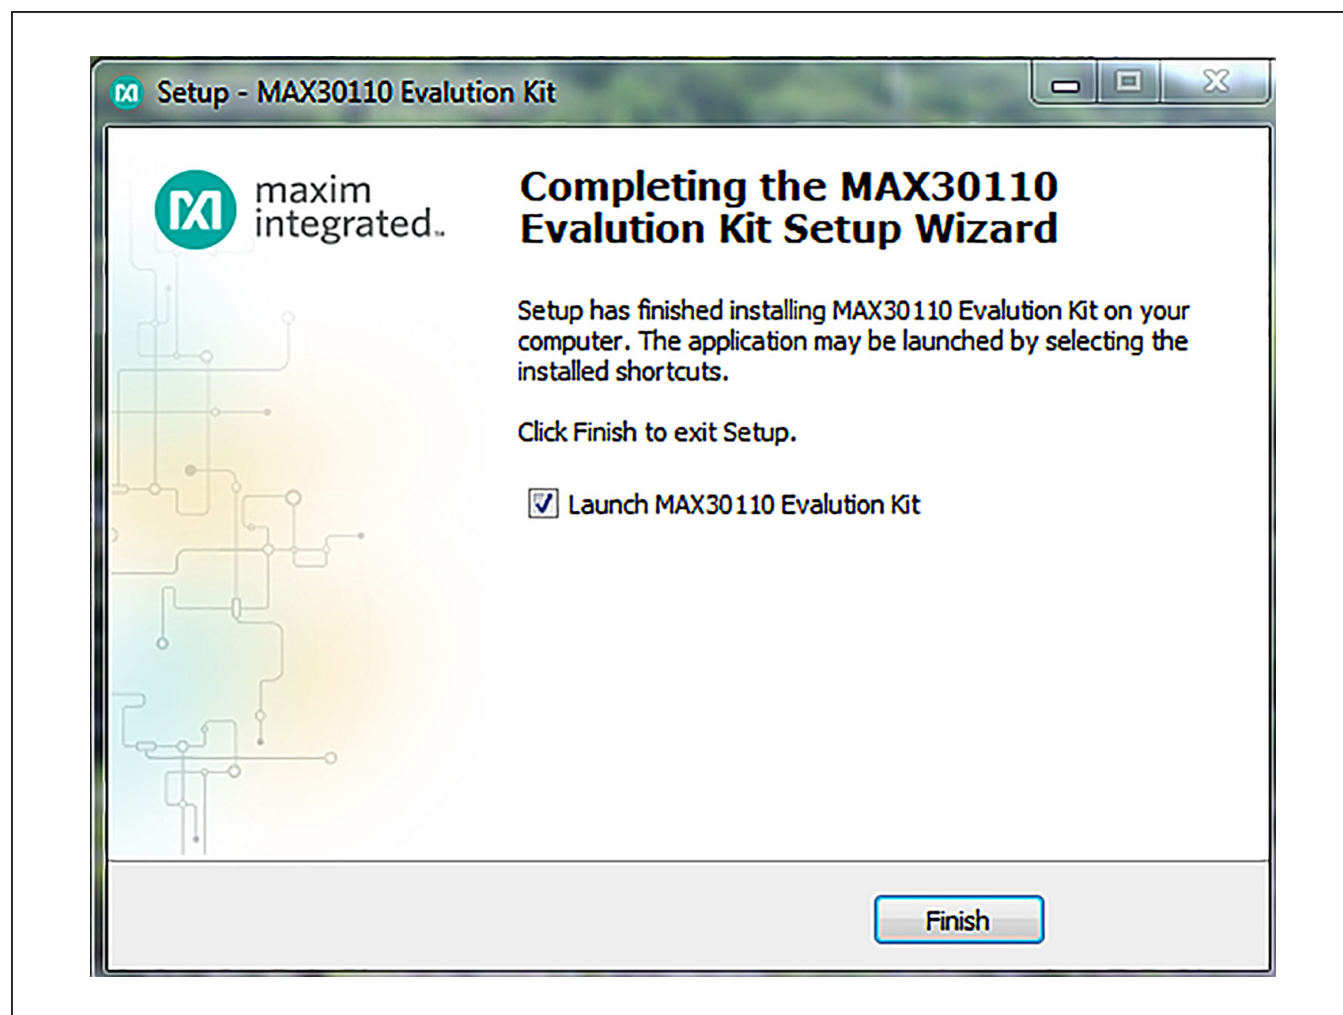 Setup - MAX30110 Evalution Kit
maxim
integrated™
Completing the MAX30110
Evalution Kit Setup Wizard
Setup has finished installing MAX30110 Evalution Kit on your
computer. The application may be launched by selecting the
installed shortcuts.
Click Finish to exit Setup.
Launch MAX30110 Evalution Kit
Finish